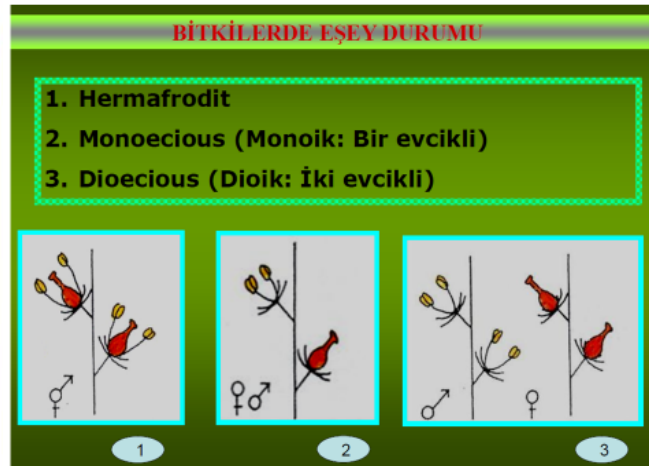 BİTKİLERDE EŞEY DURUMU
1. Hermafrodit
2. Monoecious (Monoik: Bir evcikli)
3. Dioecious (Dioik: İki evcikli)
1
2
3